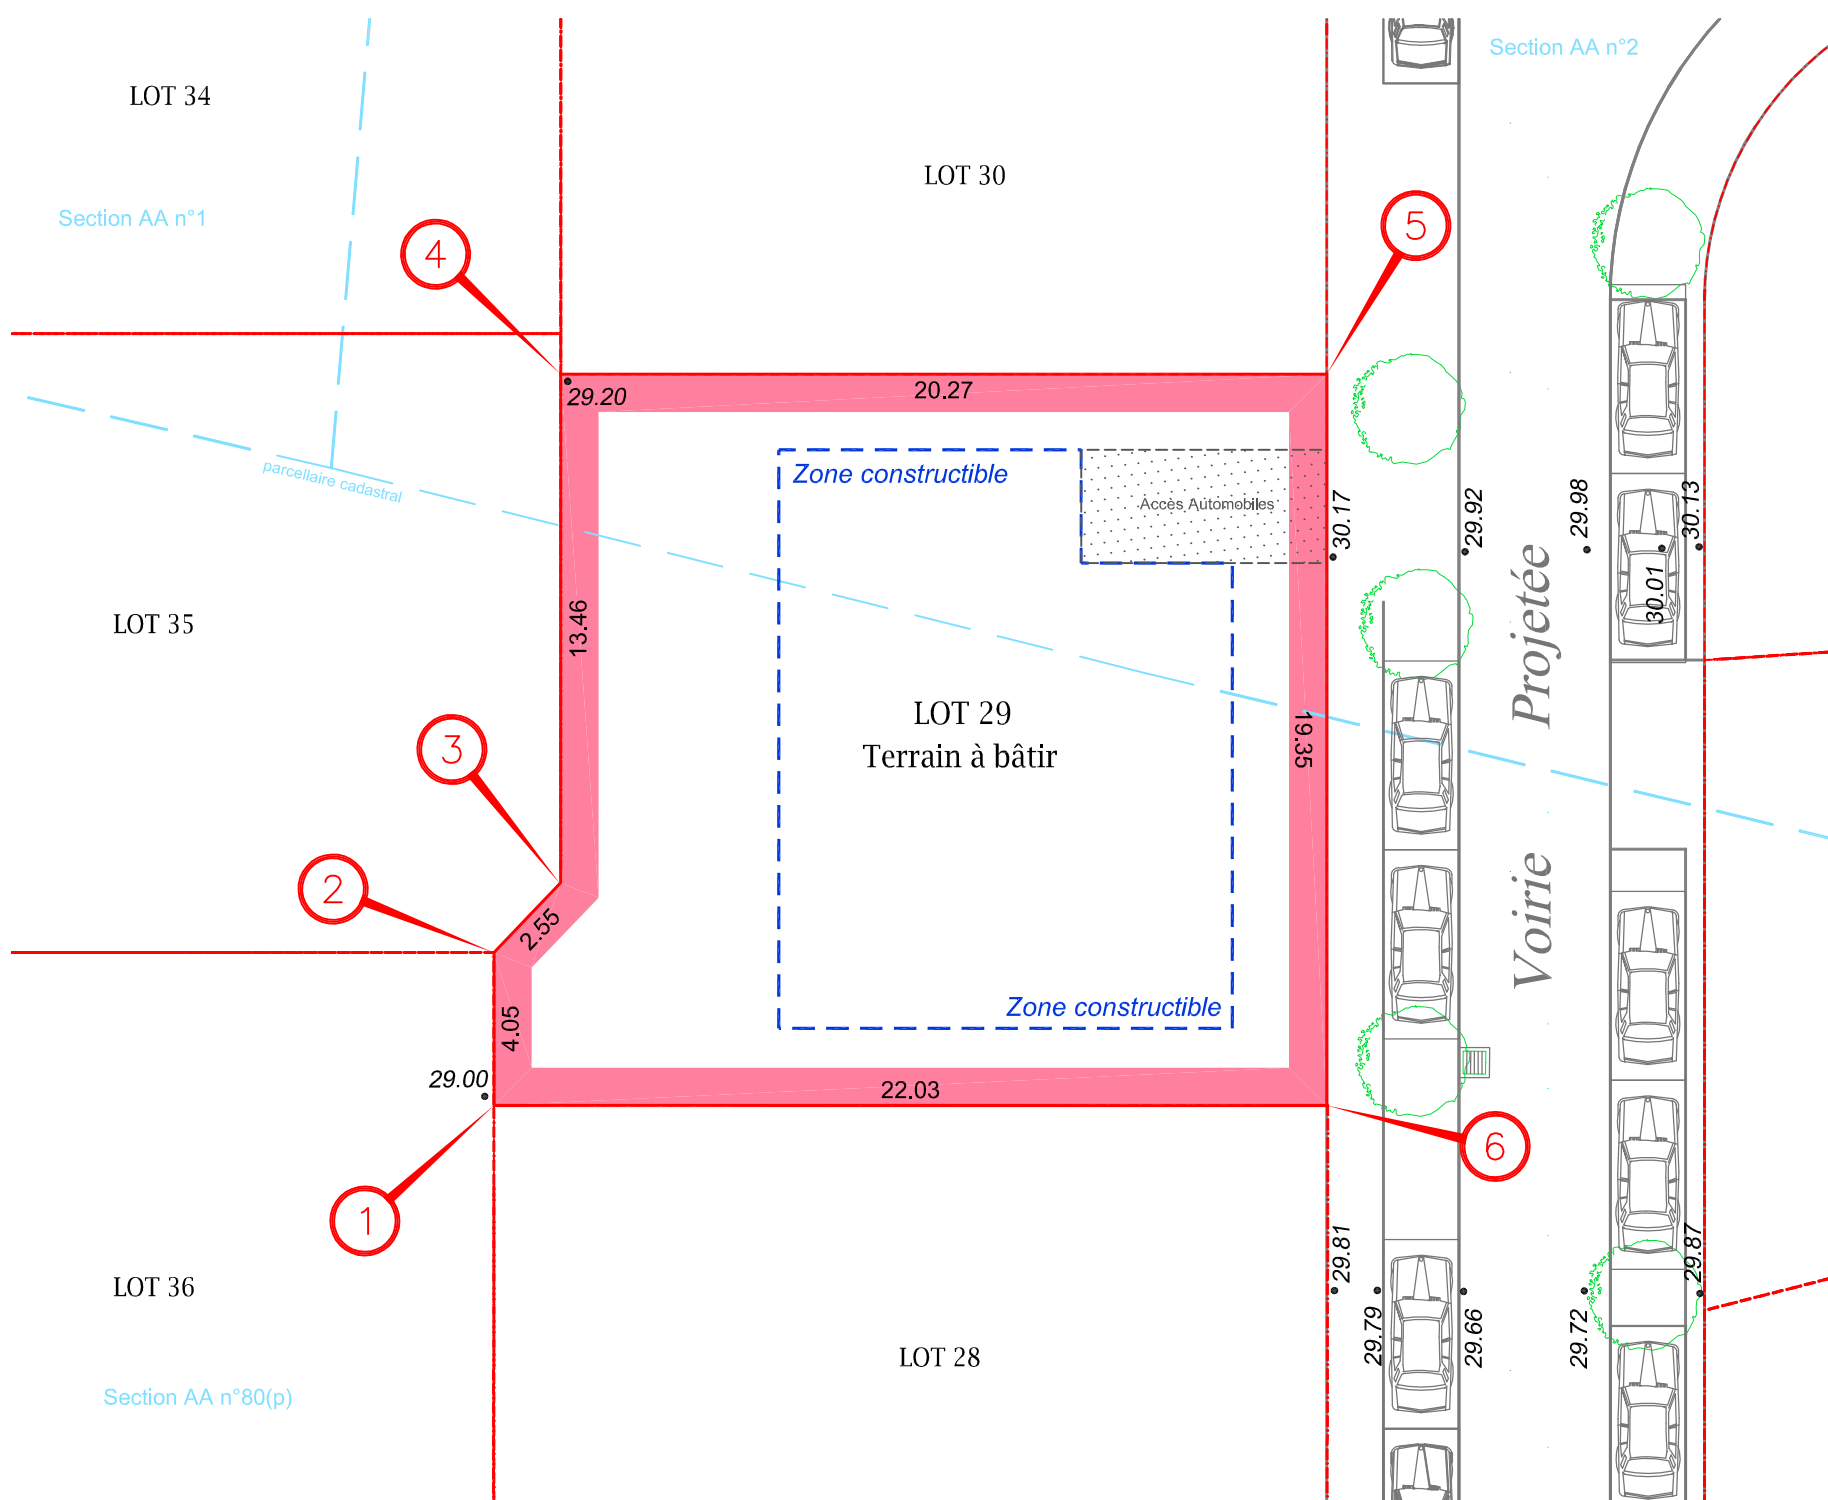 Section AA n°2
LOT 34
LOT 30
Section AA n°1
4
5
29.20
20.27
parcellaire cadastral
Zone constructible
Accès Automobiles
30.17
29.92
29.98
30.13
30.01
13.46
LOT 35
LOT 29
Terrain à bâtir
19.35
Voirie Projetée
3
2
2.55
4.05
Zone constructible
29.00
22.03
6
1
LOT 36
29.81
29.79
29.66
29.72
29.87
LOT 28
Section AA n°80(p)